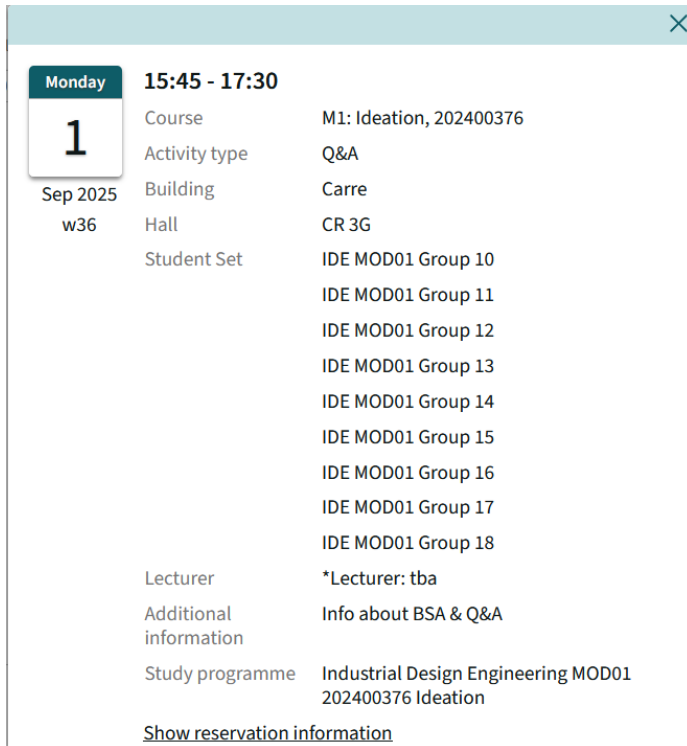 Monday
1
Sep 2025
w36
15:45 - 17:30
Course M1: Ideation, 202400376
Activity type Q&A
Building Carre
Hall CR 3G
Student Set IDE MOD01 Group 10
IDE MOD01 Group 11
IDE MOD01 Group 12
IDE MOD01 Group 13
IDE MOD01 Group 14
IDE MOD01 Group 15
IDE MOD01 Group 16
IDE MOD01 Group 17
IDE MOD01 Group 18
Lecturer *Lecturer: tba
Additional Info about BSA & Q&A
information
Study programme Industrial Design Engineering MOD01
202400376 Ideation
Show reservation information